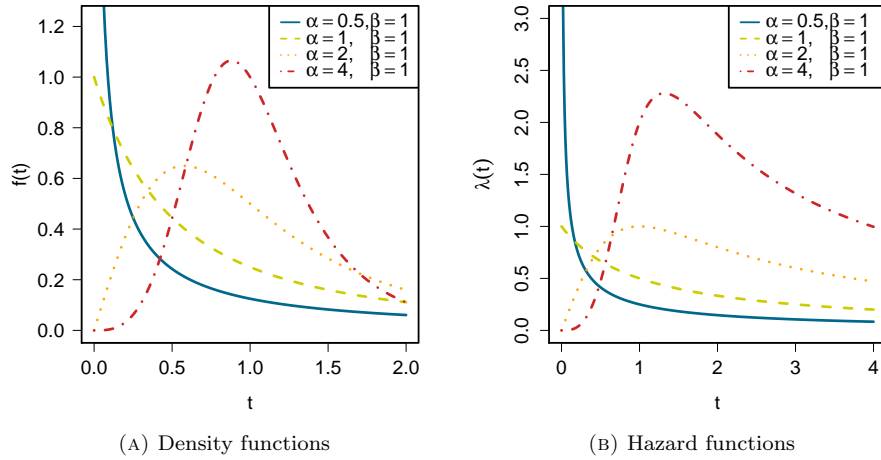 α = 0.5, β = 1
α = 1, β = 1
α = 2, β = 1
α = 4, β = 1
f(t)
0.0 0.2 0.4 0.6 0.8 1.0 1.2
0.0 0.5 1.0 1.5 2.0
t
(A) Density functions
α = 0.5, β = 1
α = 1, β = 1
α = 2, β = 1
α = 4, β = 1
λ(t)
0.0 0.5 1.0 1.5 2.0 2.5 3.0
0 1 2 3 4
t
(B) Hazard functions